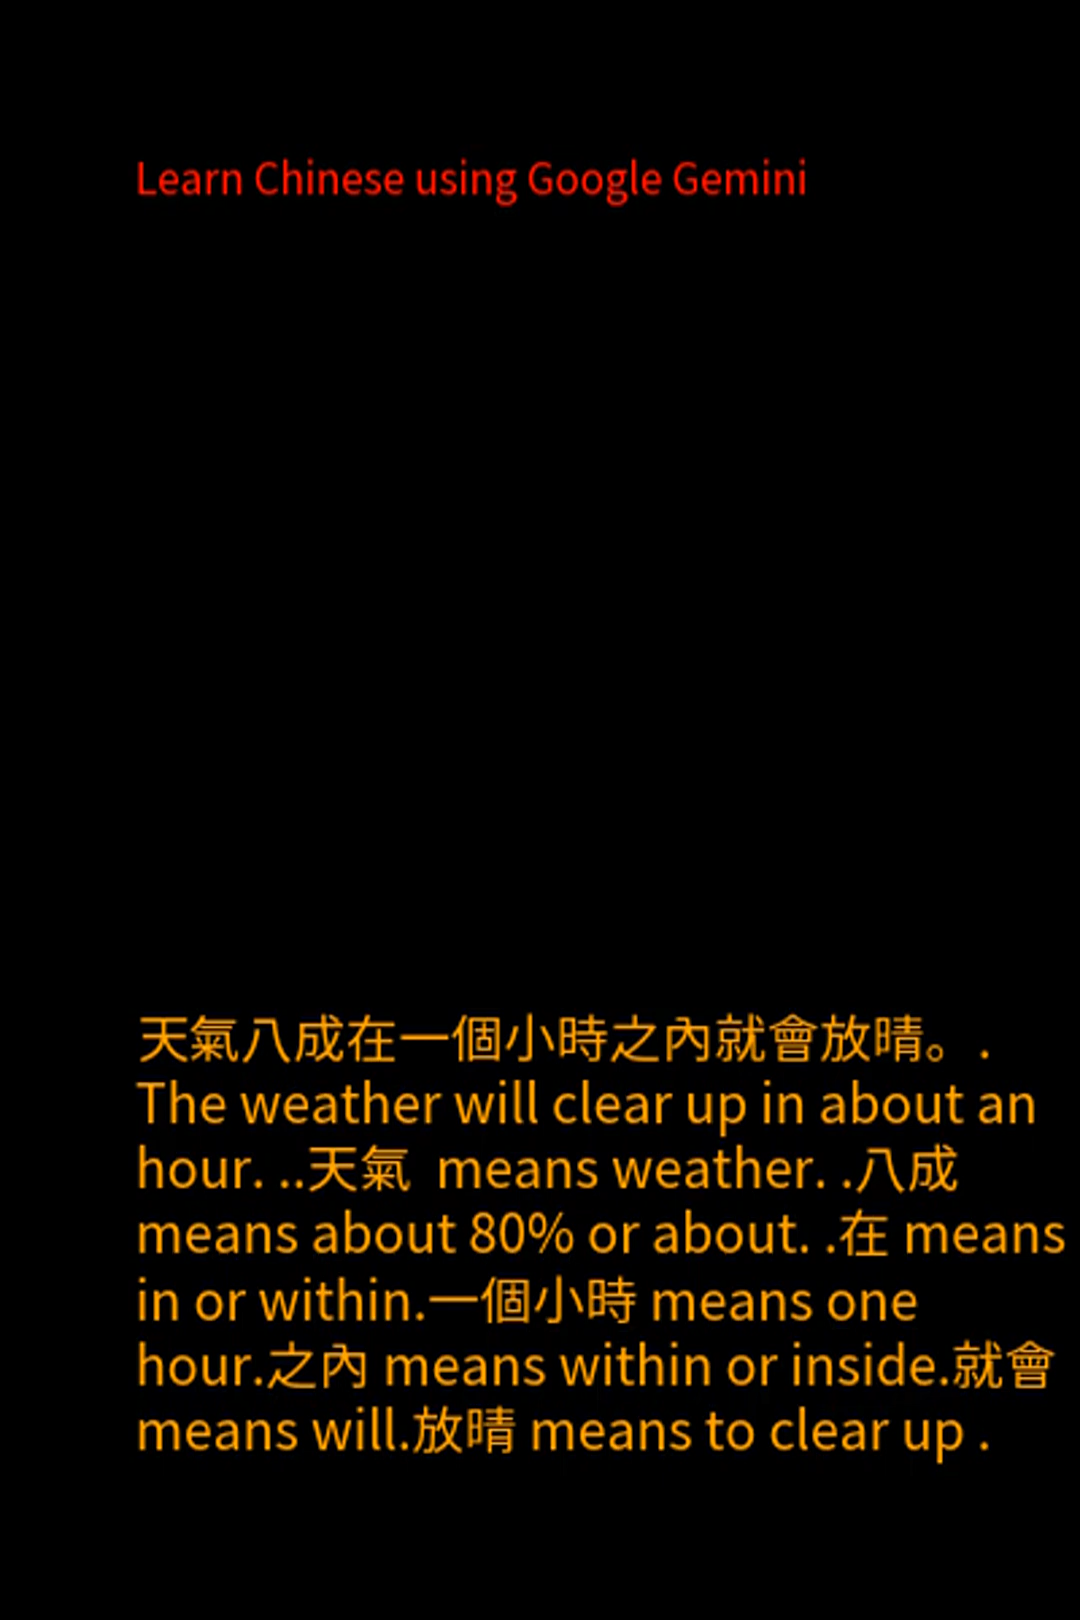 Learn Chinese using Google Gemini
天氣八成在一個小時之內就會放晴。.
The weather will clear up in about an
hour. ..天氣 means weather. .八成
means about 80% or about. .在 means
in or within.一個小時 means one
hour.之內 means within or inside.就會
means will.放晴 means to clear up .